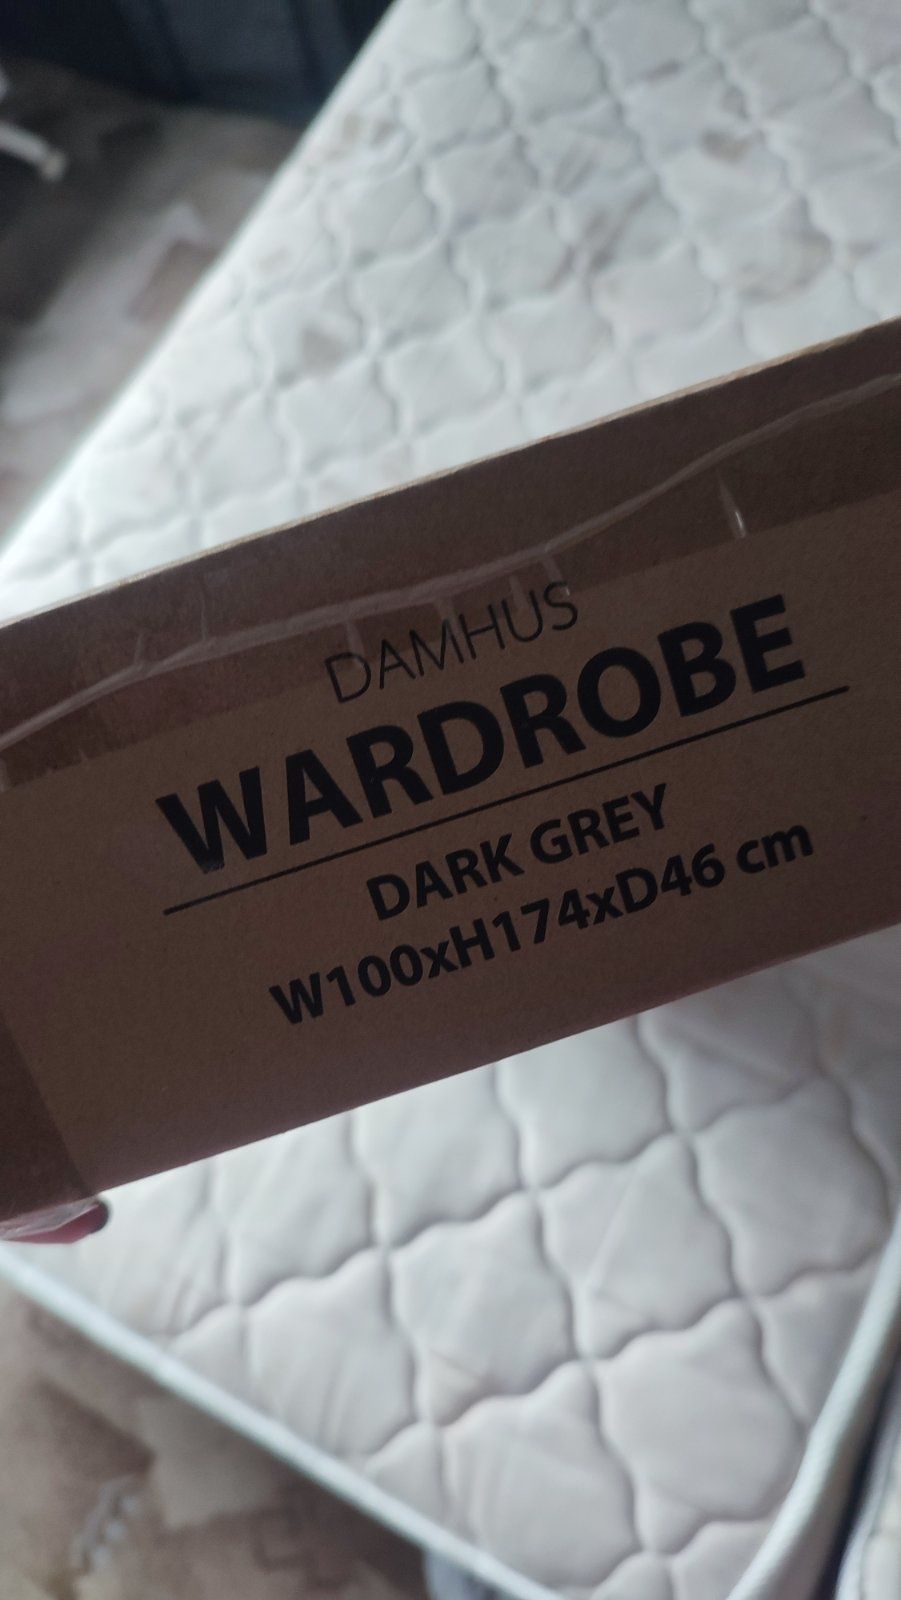 DAMHUS
WARDROBE
DARK GREY
W100xH174xD46 cm